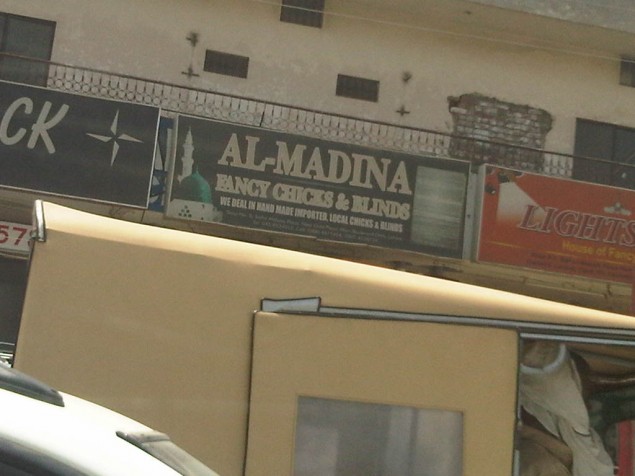 CK
AL-MADINA
FANCY CHICKS & BLINDS
WE DEAL IN HAND MADE IMPORTED, LOCAL CHICKS & BLINDS
LIGHTS
House of Fancy
57